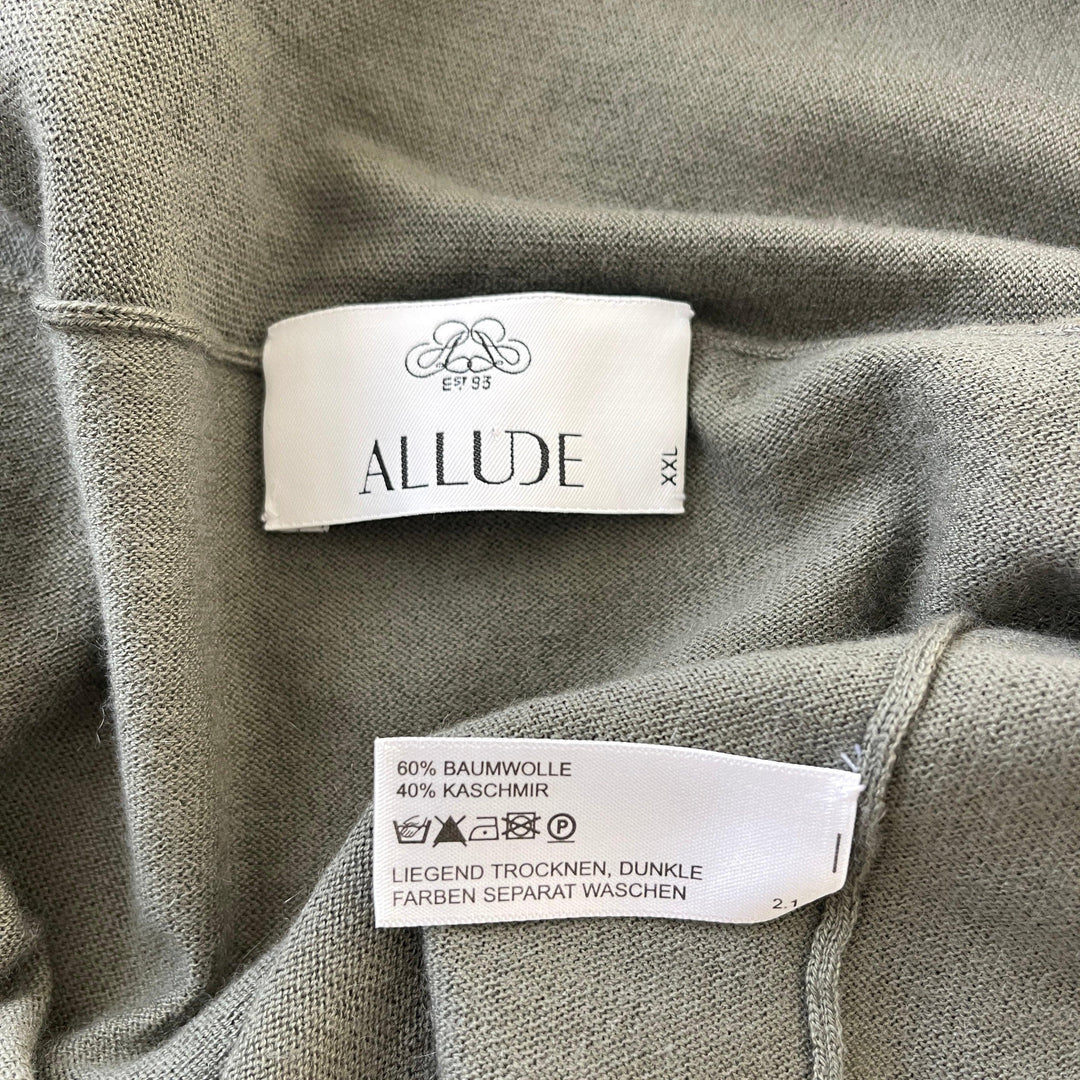 EST 93
ALLUDE
XXL
60% BAUMWOLLE
40% KASCHMIR
P
LIEGEND TROCKNEN, DUNKLE
FARBEN SEPARAT WASCHEN
2.1